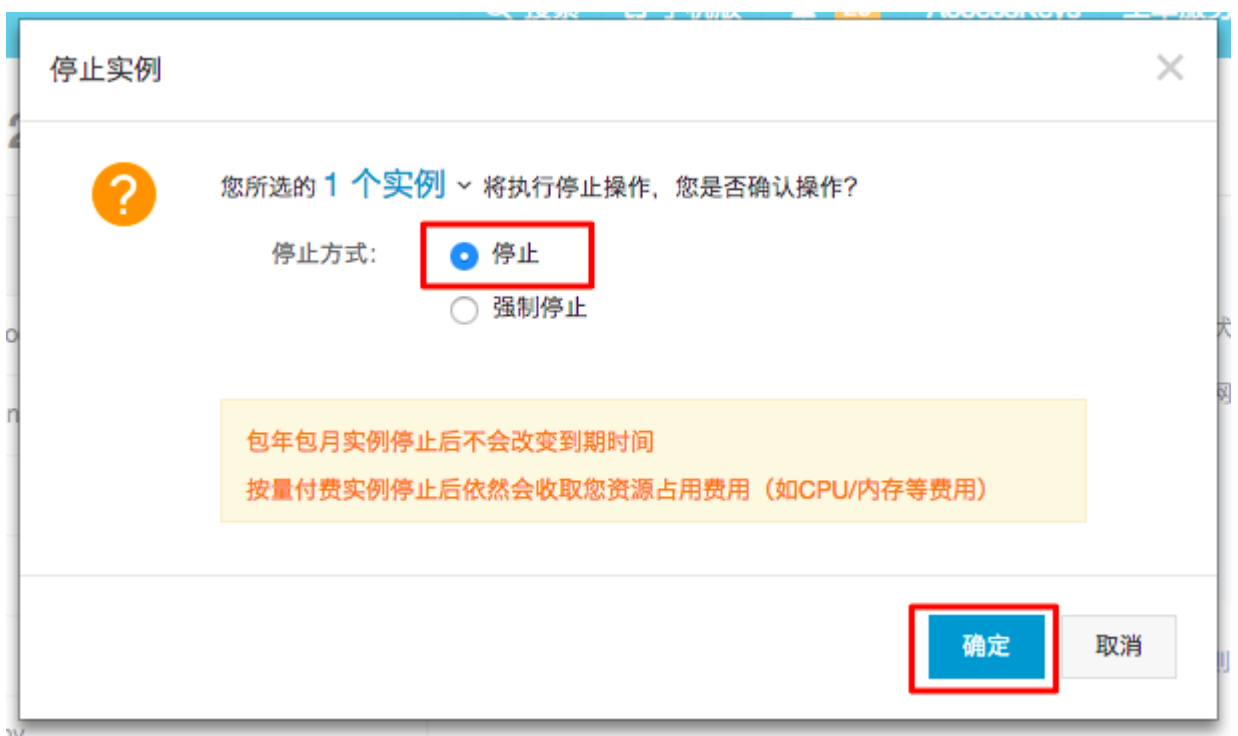 停止实例
您所选的 1 个实例 将执行停止操作，您是否确认操作？
停止方式：
停止
强制停止
包年包月实例停止后不会改变到期时间
按量付费实例停止后依然会收取您资源占用费用（如CPU/内存等费用）
确定
取消